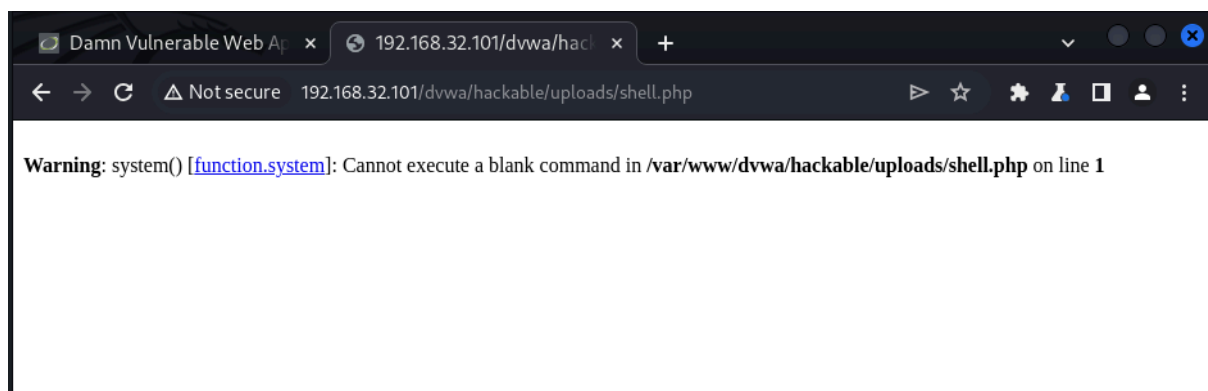 Damn Vulnerable Web Ap
192.168.32.101/dvwa/hack
Not secure 192.168.32.101/dvwa/hackable/uploads/shell.php
Warning: system() [function.system]: Cannot execute a blank command in /var/www/dvwa/hackable/uploads/shell.php on line 1